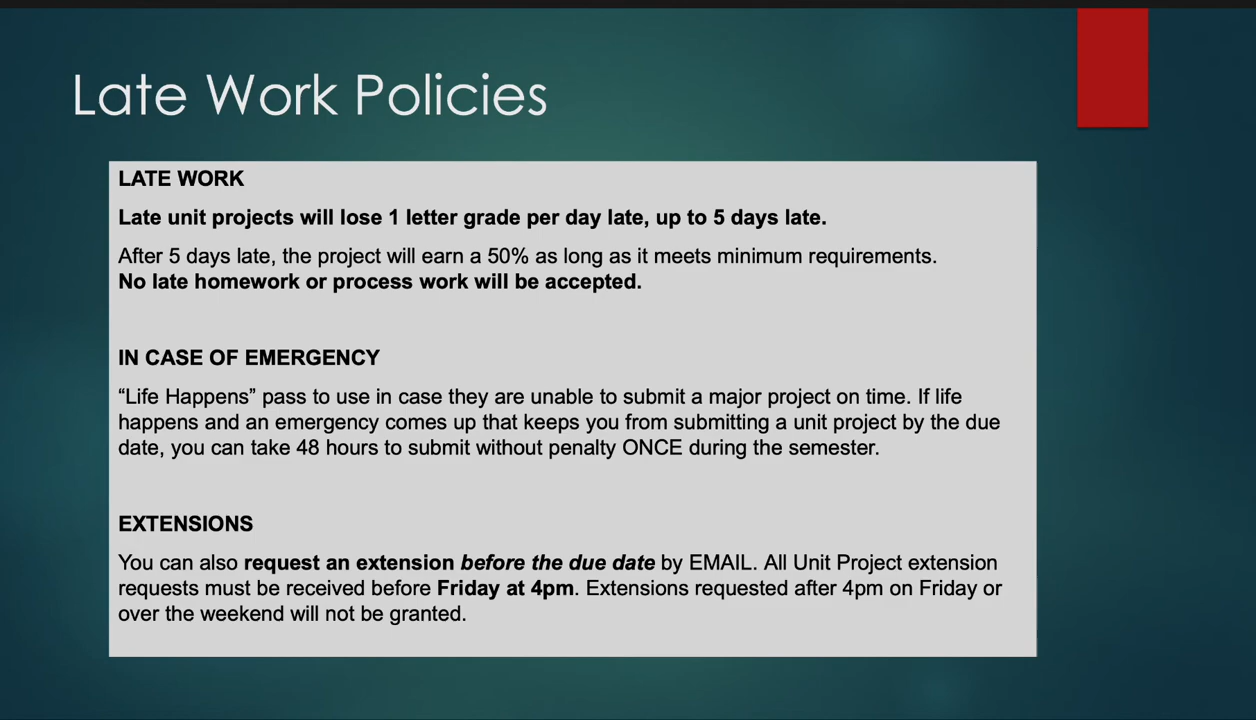 Late Work Policies
LATE WORK
Late unit projects will lose 1 letter grade per day late, up to 5 days late.
After 5 days late, the project will earn a 50% as long as it meets minimum requirements.
No late homework or process work will be accepted.
IN CASE OF EMERGENCY
“Life Happens” pass to use in case they are unable to submit a major project on time. If life
happens and an emergency comes up that keeps you from submitting a unit project by the due
date, you can take 48 hours to submit without penalty ONCE during the semester.
EXTENSIONS
You can also request an extension before the due date by EMAIL. All Unit Project extension
requests must be received before Friday at 4pm. Extensions requested after 4pm on Friday or
over the weekend will not be granted.